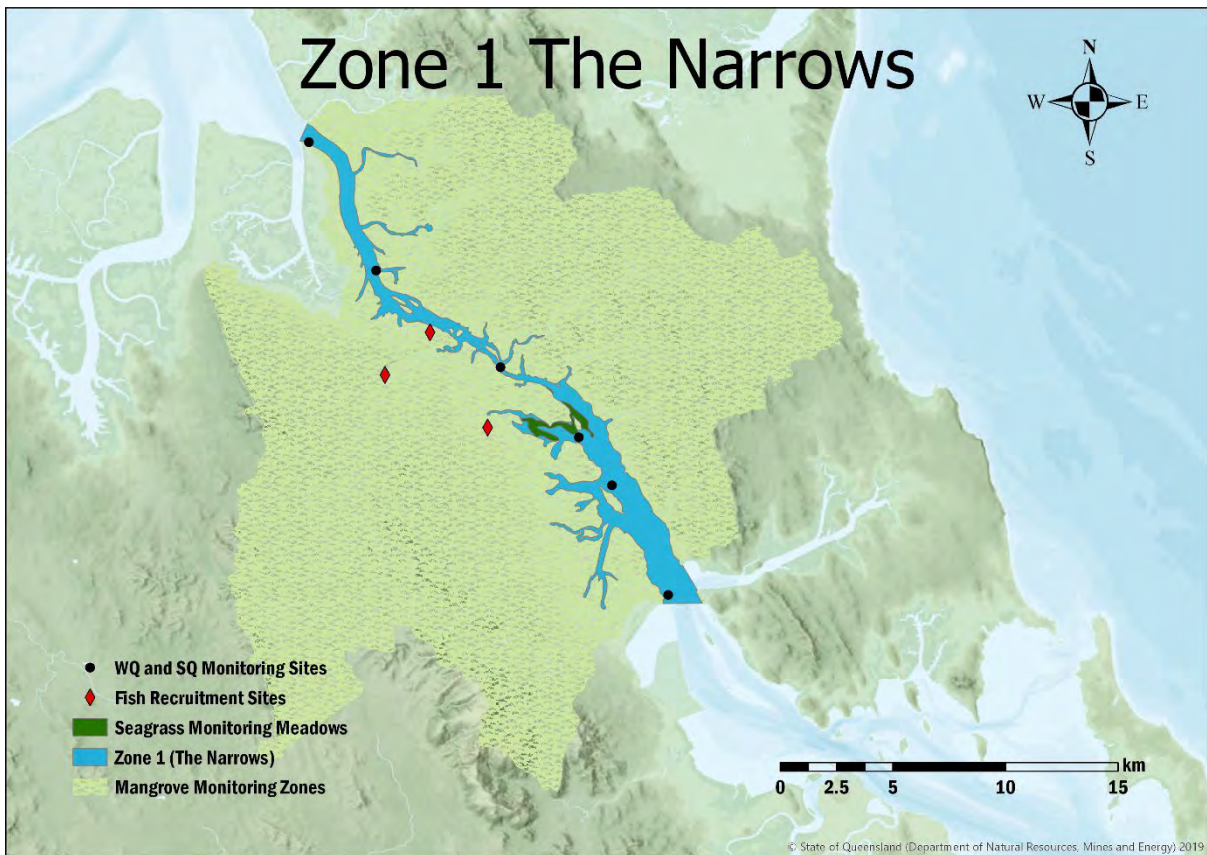 Zone 1 The Narrows
N
W E
S
WQ and SQ Monitoring Sites
Fish Recruitment Sites
Seagrass Monitoring Meadows
Zone 1 (The Narrows)
Mangrove Monitoring Zones
km
0 2.5 5 10 15
© State of Queensland (Department of Natural Resources, Mines and Energy) 2019